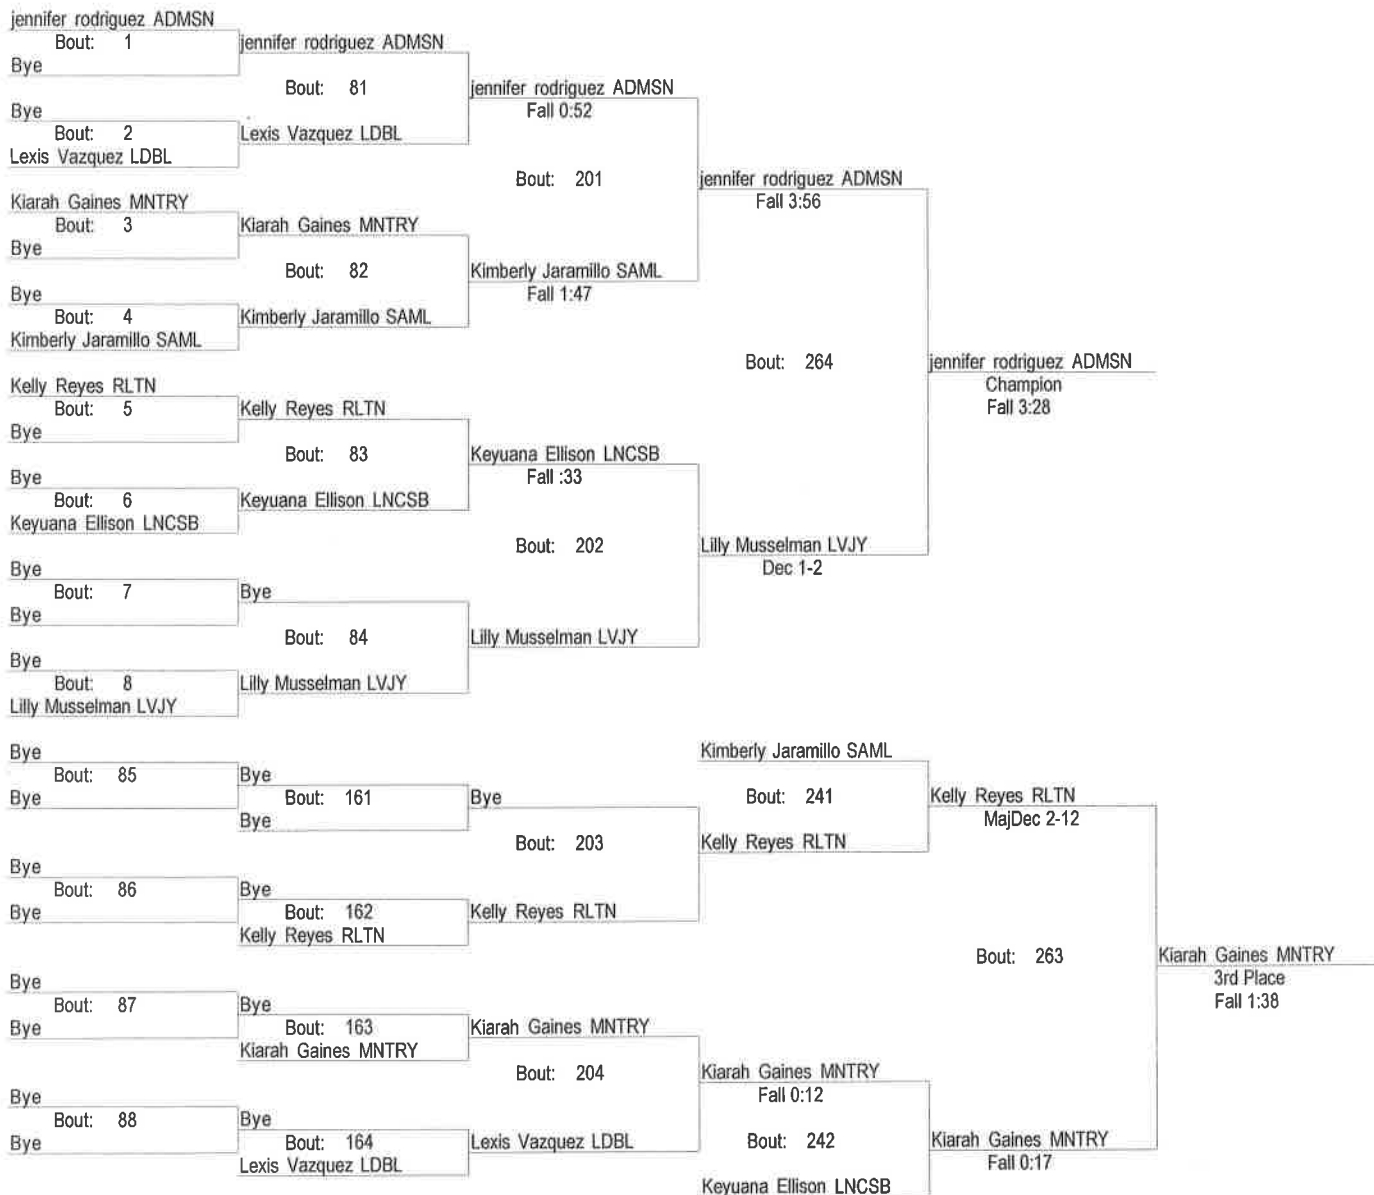 jennifer rodriguez ADMSN
Bout: 1
jennifer rodriguez ADMSN
Bye
Bout: 81
jennifer rodriguez ADMSN
Fall 0:52
Bye
Bout: 2
Lexis Vazquez LDBL
Lexis Vazquez LDBL
Bout: 201
jennifer rodriguez ADMSN
Fall 3:56
Kiarah Gaines MNTRY
Bout: 3
Kiarah Gaines MNTRY
Bye
Bout: 82
Kimberly Jaramillo SAML
Fall 1:47
Bye
Bout: 4
Kimberly Jaramillo SAML
Kimberly Jaramillo SAML
Bout: 264
jennifer rodriguez ADMSN
Champion
Fall 3:28
Kelly Reyes RLTN
Bout: 5
Kelly Reyes RLTN
Bye
Bout: 83
Keyuana Ellison LNCSB
Fall :33
Bye
Bout: 6
Keyuana Ellison LNCSB
Keyuana Ellison LNCSB
Bout: 202
Lilly Musselman LVJY
Dec 1-2
Bye
Bout: 7
Bye
Bye
Bout: 84
Lilly Musselman LVJY
Bye
Bout: 8
Lilly Musselman LVJY
Lilly Musselman LVJY
Bye
Bout: 85
Bye
Bye
Bout: 161
Bye
Bye
Kimberly Jaramillo SAML
Bout: 241
Kelly Reyes RLTN
MajDec 2-12
Bout: 203
Kelly Reyes RLTN
Bye
Bout: 86
Bye
Bye
Bout: 162
Kelly Reyes RLTN
Kelly Reyes RLTN
Bout: 263
Kiarah Gaines MNTRY
3rd Place
Fall 1:38
Bye
Bout: 87
Bye
Bye
Bout: 163
Kiarah Gaines MNTRY
Kiarah Gaines MNTRY
Bout: 204
Kiarah Gaines MNTRY
Fall 0:12
Bye
Bout: 88
Bye
Bye
Bout: 164
Lexis Vazquez LDBL
Lexis Vazquez LDBL
Bout: 242
Kiarah Gaines MNTRY
Fall 0:17
Keyuana Ellison LNCSB